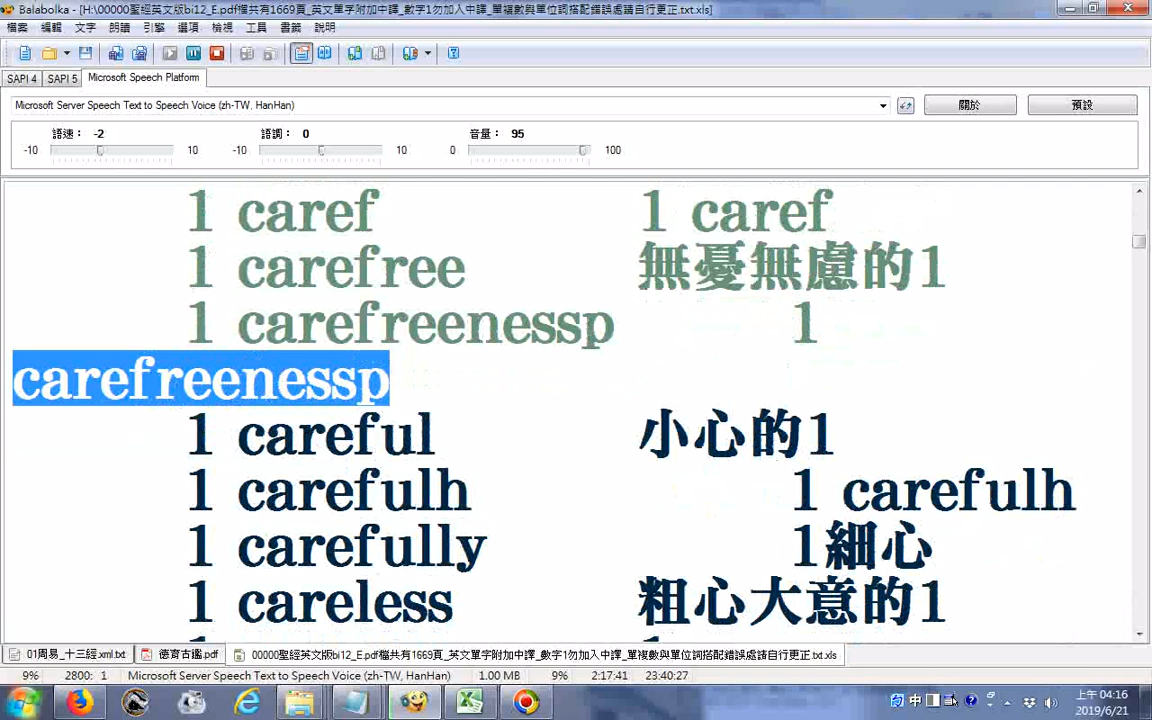 Balabolka - [H:\00000聖經英文版bi12_E.pdf檔共有1669頁_英文單字附加中譯_數字1勿加入中譯_單複數與單位詞搭配錯誤處請自行更正.txt.xls]
檔案 編輯 文字 朗讀 引擎 選項 檢視 工具 書籤 說明
SAPI 4 SAPI 5 Microsoft Speech Platform
Microsoft Server Speech Text to Speech Voice (zh-TW, HanHan) 關於 預設
語速： -2 語調： 0 音量： 95
-10 10 -10 10 0 100
1 caref 1 caref
1 carefree 無憂無慮的1
1 carefreenessp 1
carefreenessp
1 careful 小心的1
1 carefulh 1 carefulh
1 carefully 1細心
1 careless 粗心大意的1
01周易_十三經.xml.txt 德育古鑑.pdf 00000聖經英文版bi12_E.pdf檔共有1669頁_英文單字附加中譯_數字1勿加入中譯_單複數與單位詞搭配錯誤處請自行更正.txt.xls
9% 2800: 1 Microsoft Server Speech Text to Speech Voice (zh-TW, HanHan) 1.00 MB 9% 2:17:41 23:40:27
中 上午 04:16
2019/6/21